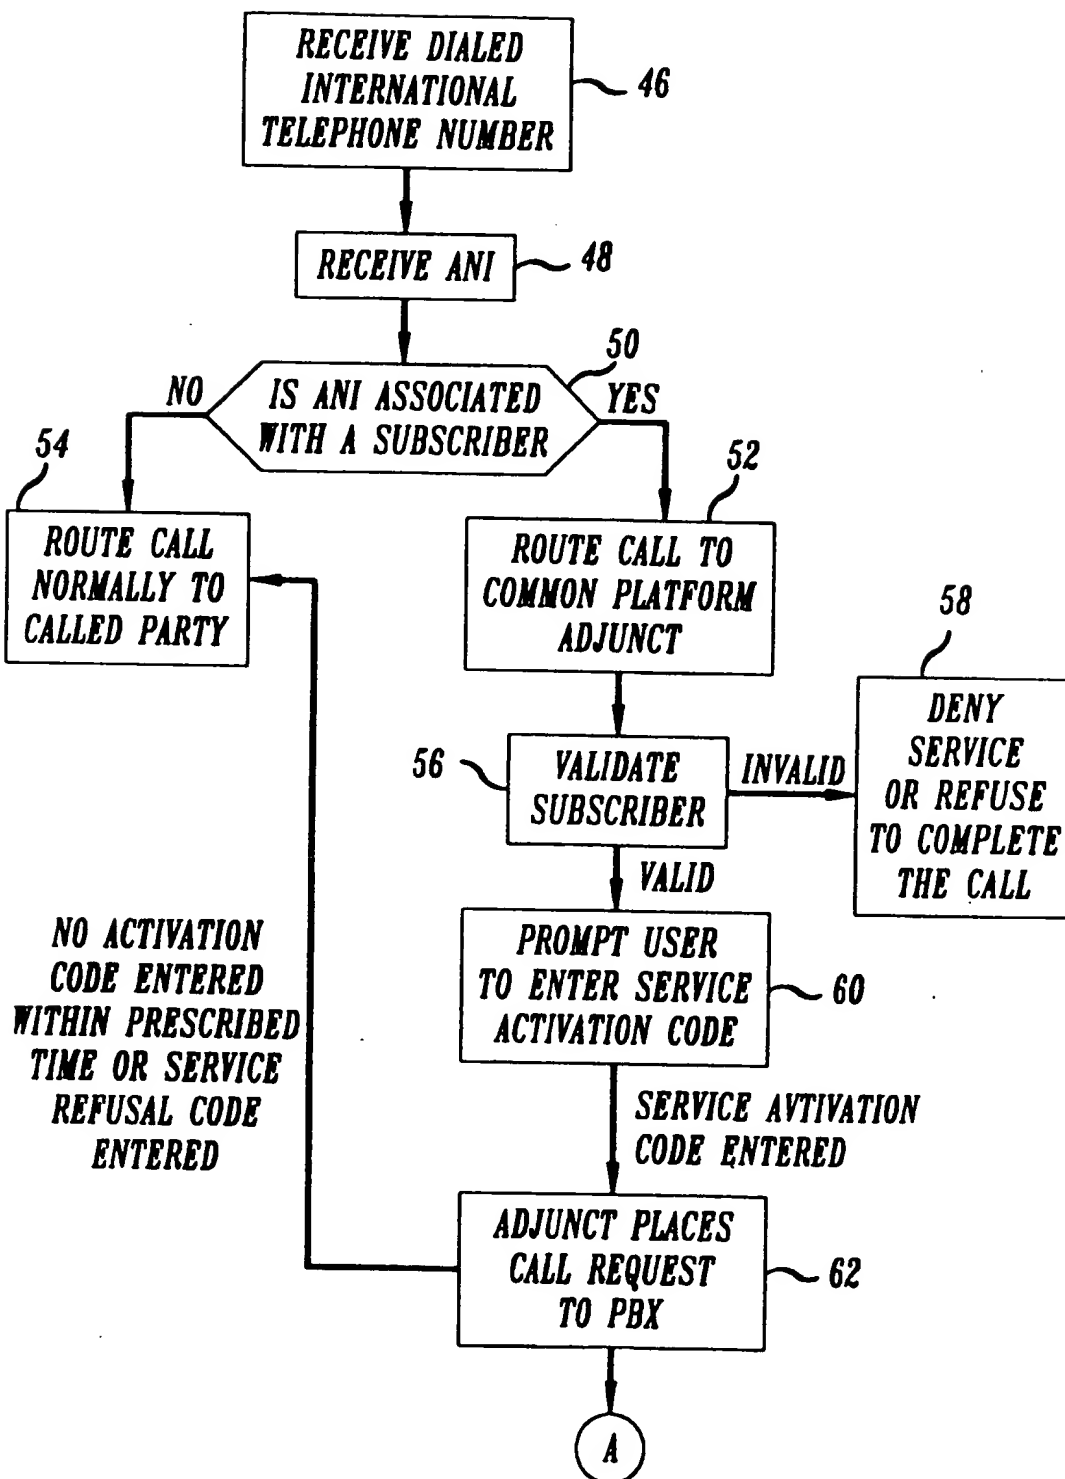 RECEIVE DIALED
INTERNATIONAL
TELEPHONE NUMBER
46
RECEIVE ANI
48
IS ANI ASSOCIATED
WITH A SUBSCRIBER
50
NO
YES
54
ROUTE CALL
NORMALLY TO
CALLED PARTY
52
ROUTE CALL TO
COMMON PLATFORM
ADJUNCT
58
DENY
SERVICE
OR REFUSE
TO COMPLETE
THE CALL
56
VALIDATE
SUBSCRIBER
INVALID
VALID
PROMPT USER
TO ENTER SERVICE
ACTIVATION CODE
60
NO ACTIVATION
CODE ENTERED
WITHIN PRESCRIBED
TIME OR SERVICE
REFUSAL CODE
ENTERED
SERVICE AVTIVATION
CODE ENTERED
ADJUNCT PLACES
CALL REQUEST
TO PBX
62
A